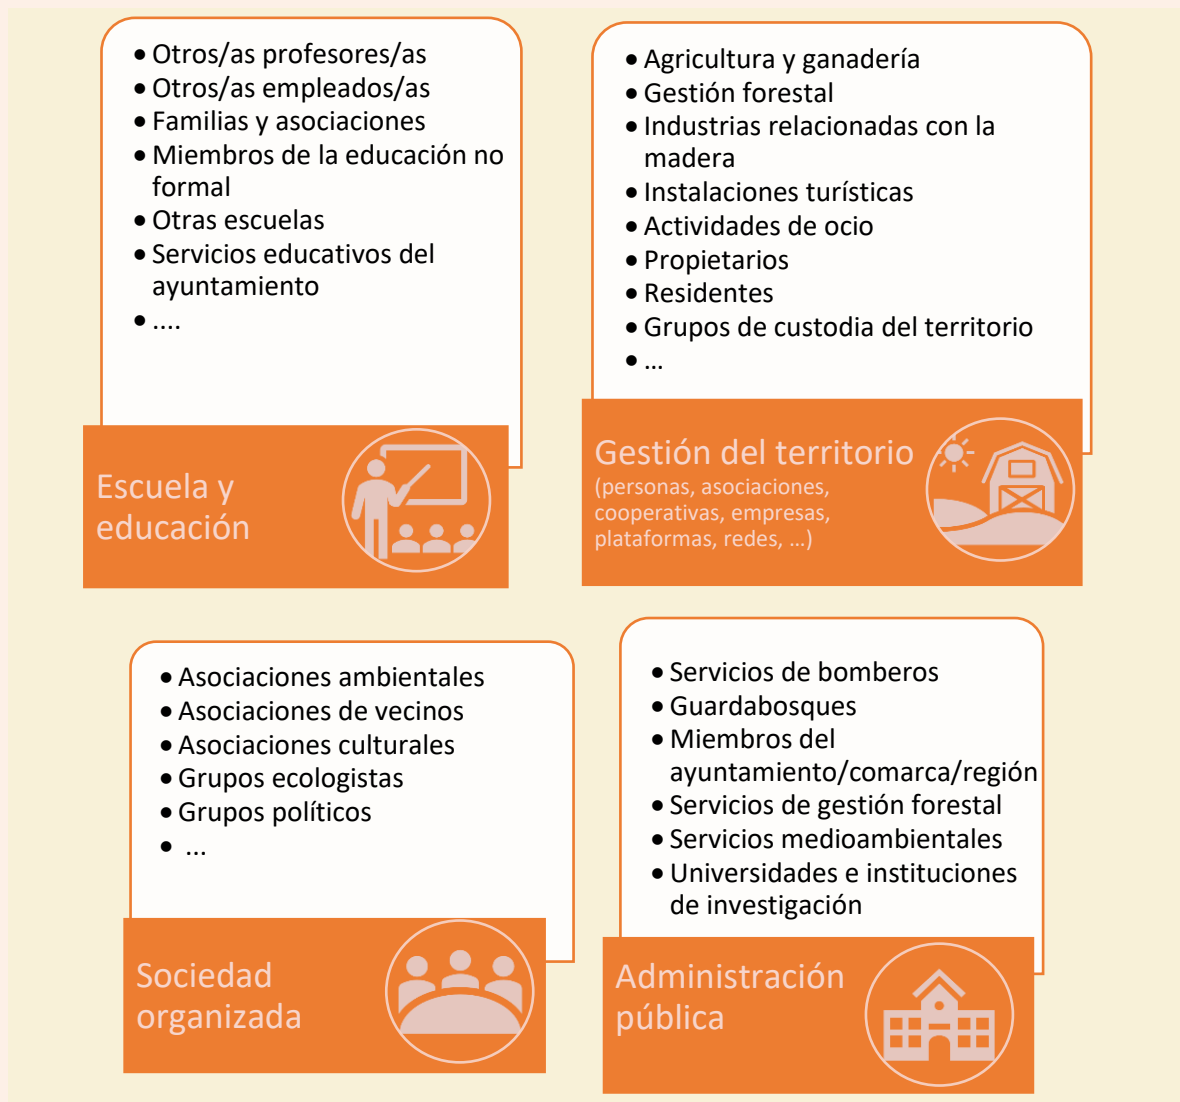 • Otros/as profesores/as
• Otros/as empleados/as
• Familias y asociaciones
• Miembros de la educación no
formal
• Otras escuelas
• Servicios educativos del
ayuntamiento
• ....
Escuela y
educación
• Agricultura y ganadería
• Gestión forestal
• Industrias relacionadas con la
madera
• Instalaciones turísticas
• Actividades de ocio
• Propietarios
• Residentes
• Grupos de custodia del territorio
• ...
Gestión del territorio
(personas, asociaciones,
cooperativas, empresas,
plataformas, redes, ...)
• Asociaciones ambientales
• Asociaciones de vecinos
• Asociaciones culturales
• Grupos ecologistas
• Grupos políticos
• ...
Sociedad
organizada
• Servicios de bomberos
• Guardabosques
• Miembros del
ayuntamiento/comarca/región
• Servicios de gestión forestal
• Servicios medioambientales
• Universidades e instituciones
de investigación
Administración
pública